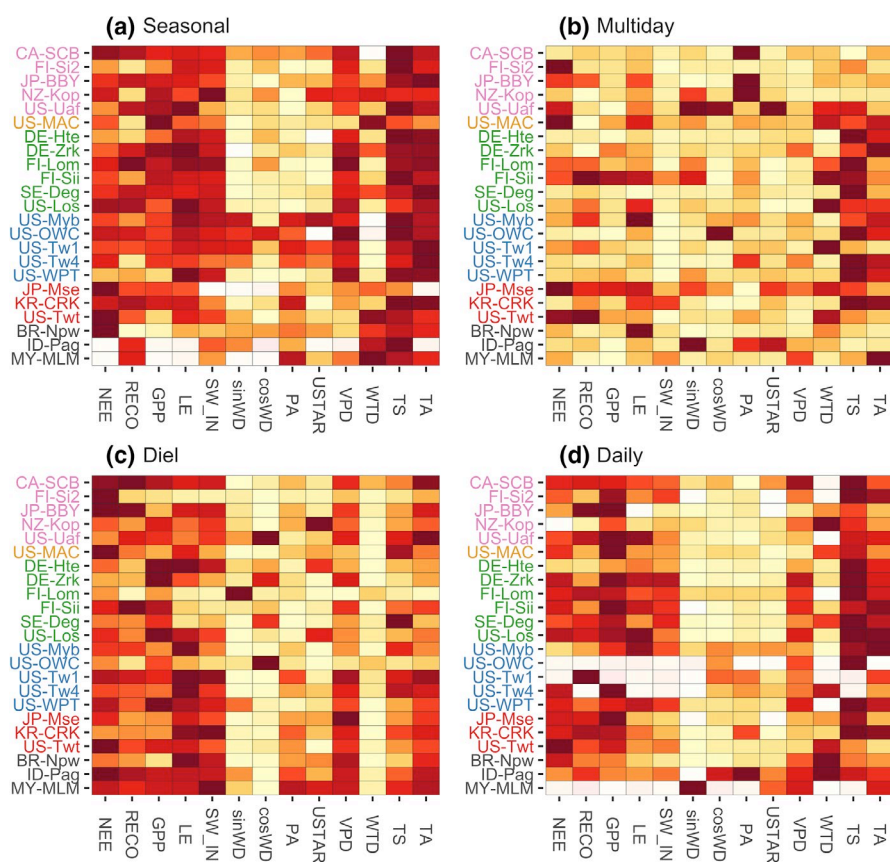 (a) Seasonal
CA-SCB
FI-Si2
JP-BBY
NZ-Kop
US-Uaf
US-MAC
DE-Hte
DE-Zrk
FI-Lom
FI-Sii
SE-Deg
US-Los
US-Myb
US-OWC
US-Tw1
US-Tw4
US-WPT
JP-Mse
KR-CRK
US-Twt
BR-Npw
ID-Pag
MY-MLM
NEE RECO GPP LE SW_IN sinWD cosWD PA USTAR VPD WTD TS TA
(b) Multiday
CA-SCB
FI-Si2
JP-BBY
NZ-Kop
US-Uaf
US-MAC
DE-Hte
DE-Zrk
FI-Lom
FI-Sii
SE-Deg
US-Los
US-Myb
US-OWC
US-Tw1
US-Tw4
US-WPT
JP-Mse
KR-CRK
US-Twt
BR-Npw
ID-Pag
MY-MLM
NEE RECO GPP LE SW_IN sinWD cosWD PA USTAR VPD WTD TS TA
(c) Diel
CA-SCB
FI-Si2
JP-BBY
NZ-Kop
US-Uaf
US-MAC
DE-Hte
DE-Zrk
FI-Lom
FI-Sii
SE-Deg
US-Los
US-Myb
US-OWC
US-Tw1
US-Tw4
US-WPT
JP-Mse
KR-CRK
US-Twt
BR-Npw
ID-Pag
MY-MLM
NEE RECO GPP LE SW_IN sinWD cosWD PA USTAR VPD WTD TS TA
(d) Daily
CA-SCB
FI-Si2
JP-BBY
NZ-Kop
US-Uaf
US-MAC
DE-Hte
DE-Zrk
FI-Lom
FI-Sii
SE-Deg
US-Los
US-Myb
US-OWC
US-Tw1
US-Tw4
US-WPT
JP-Mse
KR-CRK
US-Twt
BR-Npw
ID-Pag
MY-MLM
NEE RECO GPP LE SW_IN sinWD cosWD PA USTAR VPD WTD TS TA